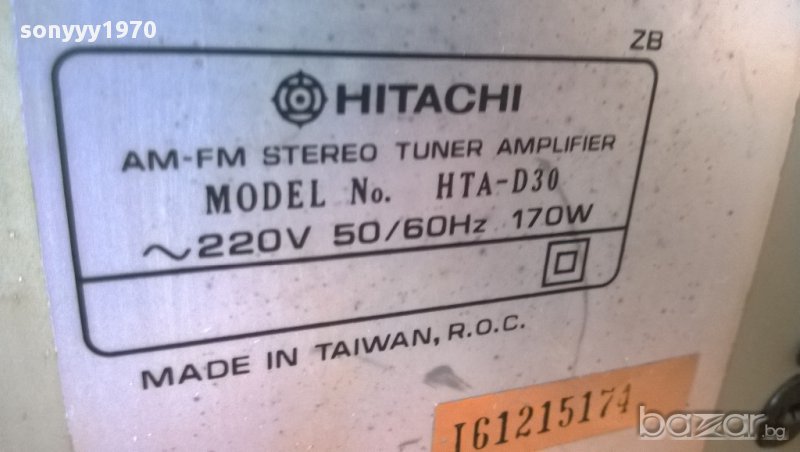 sonyyy1970
ZB
HITACHI
AM-FM STEREO TUNER AMPLIFIER
MODEL No. HTA-D30
~220V 50/60Hz 170W
MADE IN TAIWAN, R.O.C.
I61215174
bazar.bg